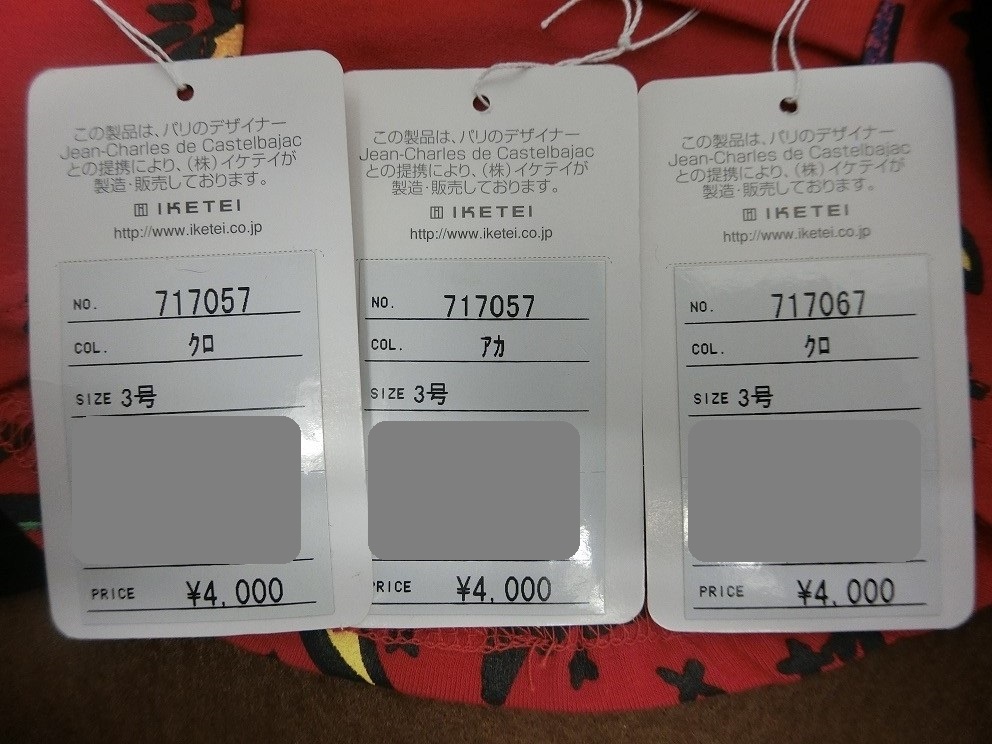 この製品は、パリのデザイナー
Jean-Charles de Castelbajac
との提携により、(株)イケテイが
製造・販売しております。
IKETEI
http://www.iketei.co.jp
NO. 717057
COL. クロ
SIZE 3号
PRICE ¥4,000
この製品は、パリのデザイナー
Jean-Charles de Castelbajac
との提携により、(株)イケテイが
製造・販売しております。
IKETEI
http://www.iketei.co.jp
NO. 717057
COL. アカ
SIZE 3号
PRICE ¥4,000
この製品は、パリのデザイナー
Jean-Charles de Castelbajac
との提携により、(株)イケテイが
製造・販売しております。
IKETEI
http://www.iketei.co.jp
NO. 717067
COL. クロ
SIZE 3号
PRICE ¥4,000